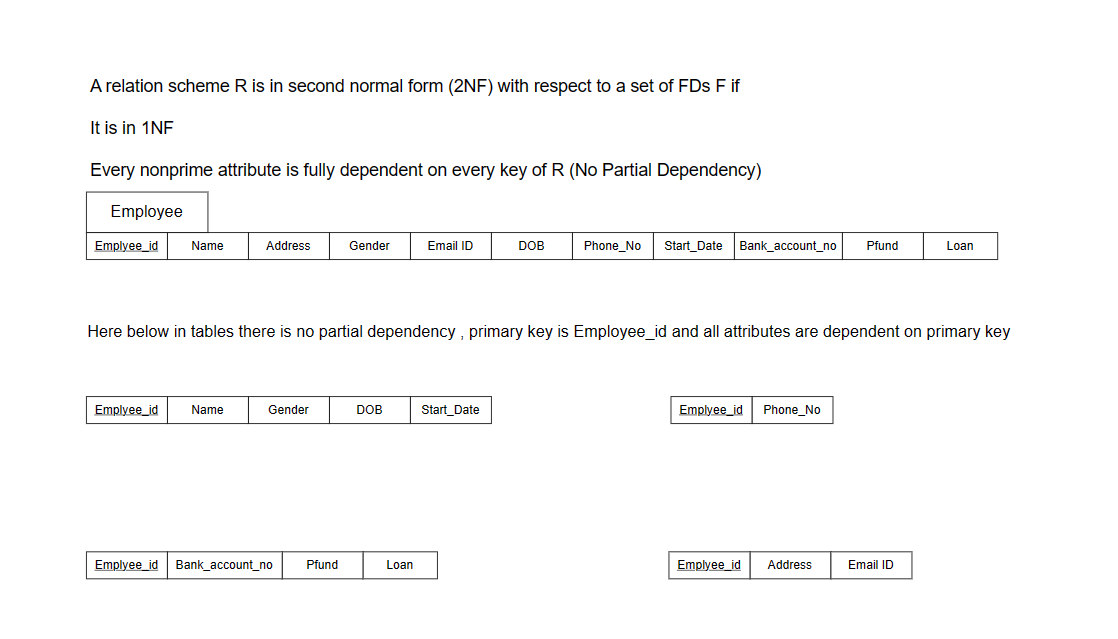 A relation scheme R is in second normal form (2NF) with respect to a set of FDs F if
It is in 1NF
Every nonprime attribute is fully dependent on every key of R (No Partial Dependency)
Employee
Emplyee_id Name Address Gender Email ID DOB Phone_No Start_Date Bank_account_no Pfund Loan
Here below in tables there is no partial dependency , primary key is Employee_id and all attributes are dependent on primary key
Emplyee_id Name Gender DOB Start_Date
Emplyee_id Phone_No
Emplyee_id Bank_account_no Pfund Loan
Emplyee_id Address Email ID